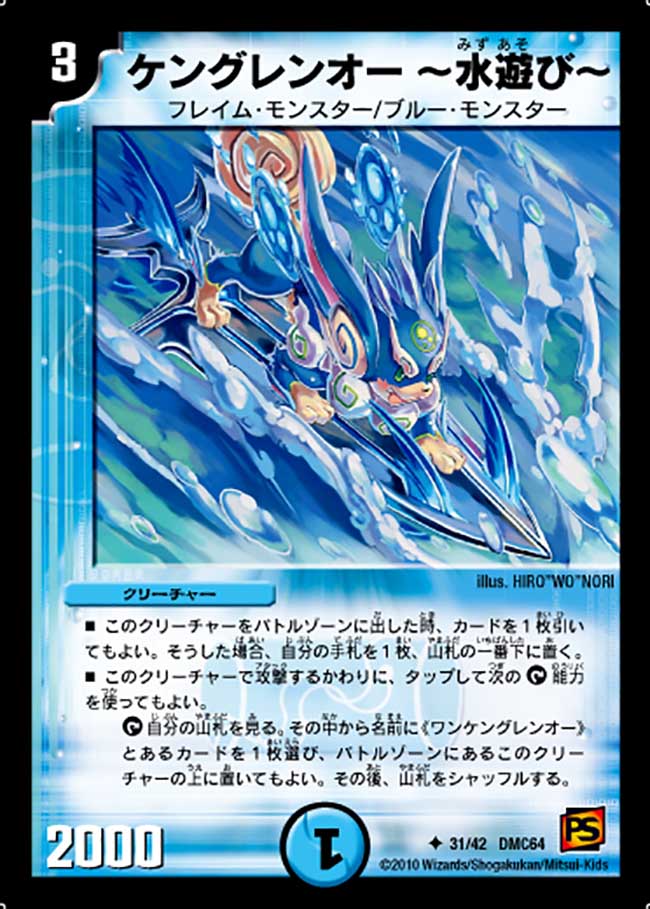 3
みず あそ
ケングレンオー ～水遊び～
フレイム・モンスター/ブルー・モンスター
illus. HIRO"WO"NORI
クリーチャー
■ このクリーチャーをバトルゾーンに出した時、カードを1枚引い
てもよい。そうした場合、自分の手札を1枚、山札の一番下に置く。
■ このクリーチャーで攻撃するかわりに、タップして次の 能力
を使ってもよい。
自分の山札を見る。その中から名前に《ワンケングレンオー》
とあるカードを1枚選び、バトルゾーンにあるこのクリー
チャーの上に置いてもよい。その後、山札をシャッフルする。
2000
1
31/42 DMC64
PS
©2010 Wizards/Shogakukan/Mitsui-Kids